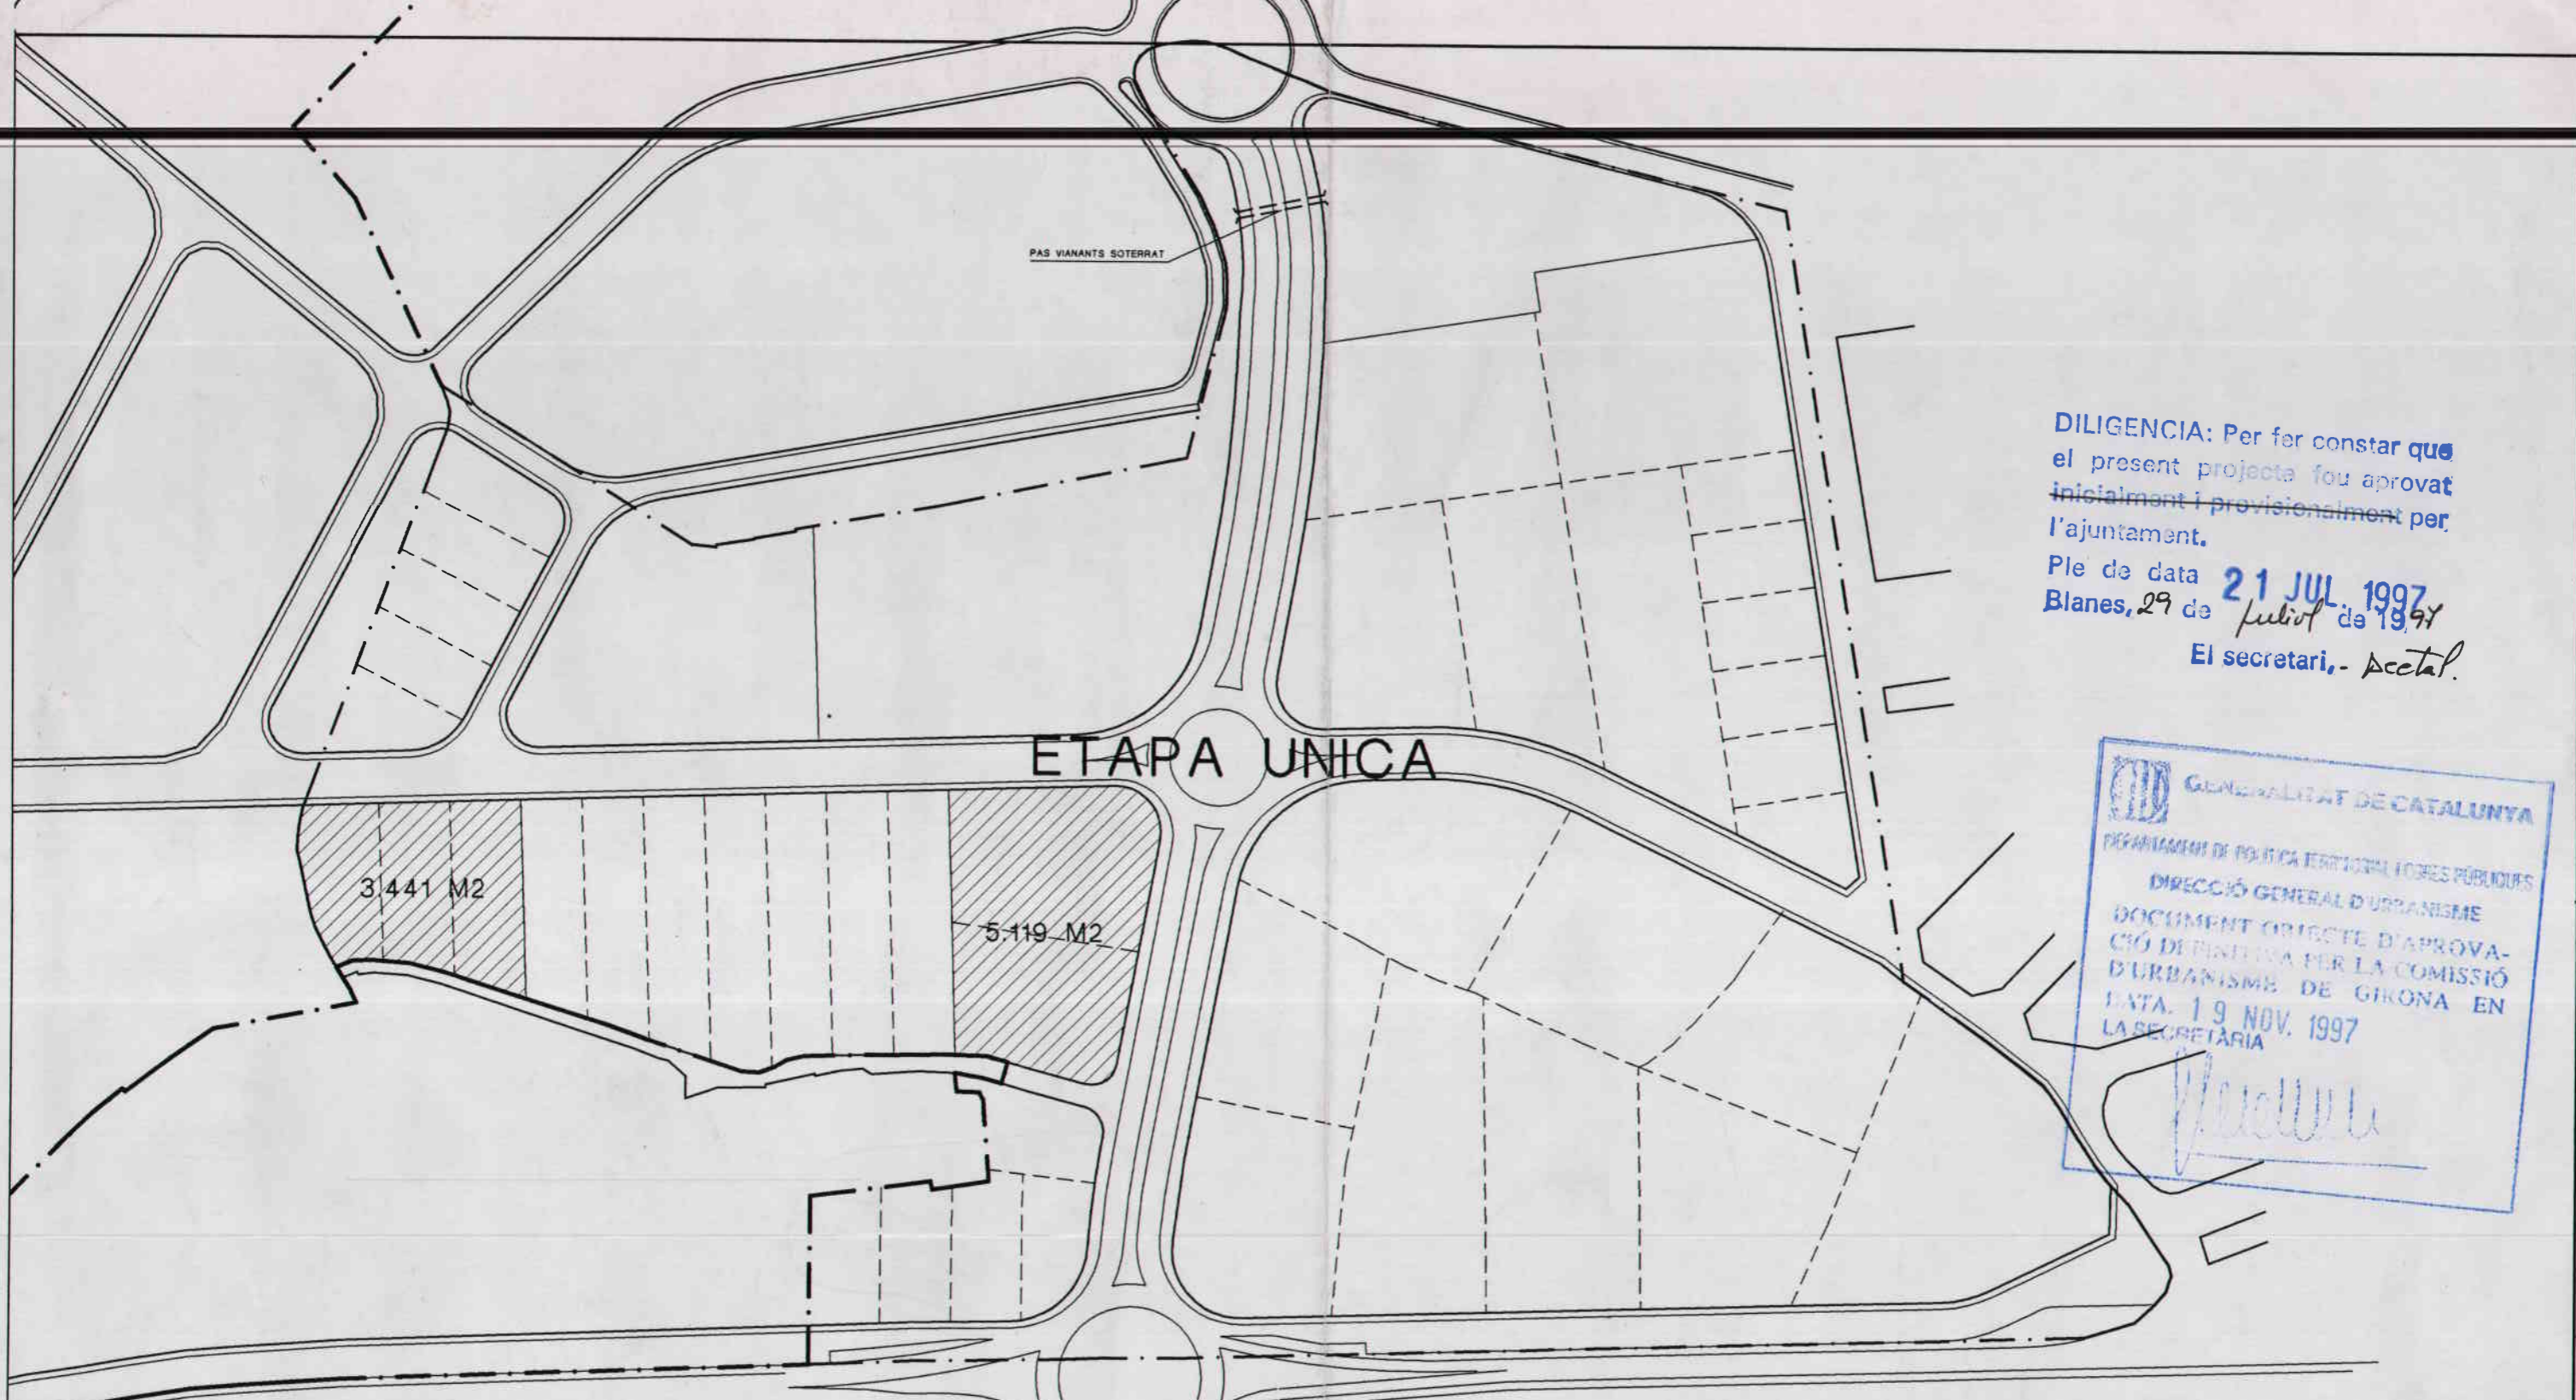 PAS VIANANTS SOTERRAT
DILIGENCIA: Per fer constar que
el present projecte fou aprovat
inicialment i provisionalment per
l'ajuntament.
Ple de data 21 JUL. 1997
Blanes, 29 de juliol de 1997
El secretari,- acctal.
ETAPA UNICA
GENERALITAT DE CATALUNYA
DEPARTAMENT DE POLÍTICA TERRITORIAL I OBRES PÚBLIQUES
DIRECCIÓ GENERAL D'URBANISME
DOCUMENT OBJECTE D'APROVA-
CIÓ DEFINITIVA PER LA COMISSIÓ
D'URBANISME DE GIRONA EN
DATA. 19 NOV. 1997
LA SECRETÀRIA
3.441 M2
5.119 M2